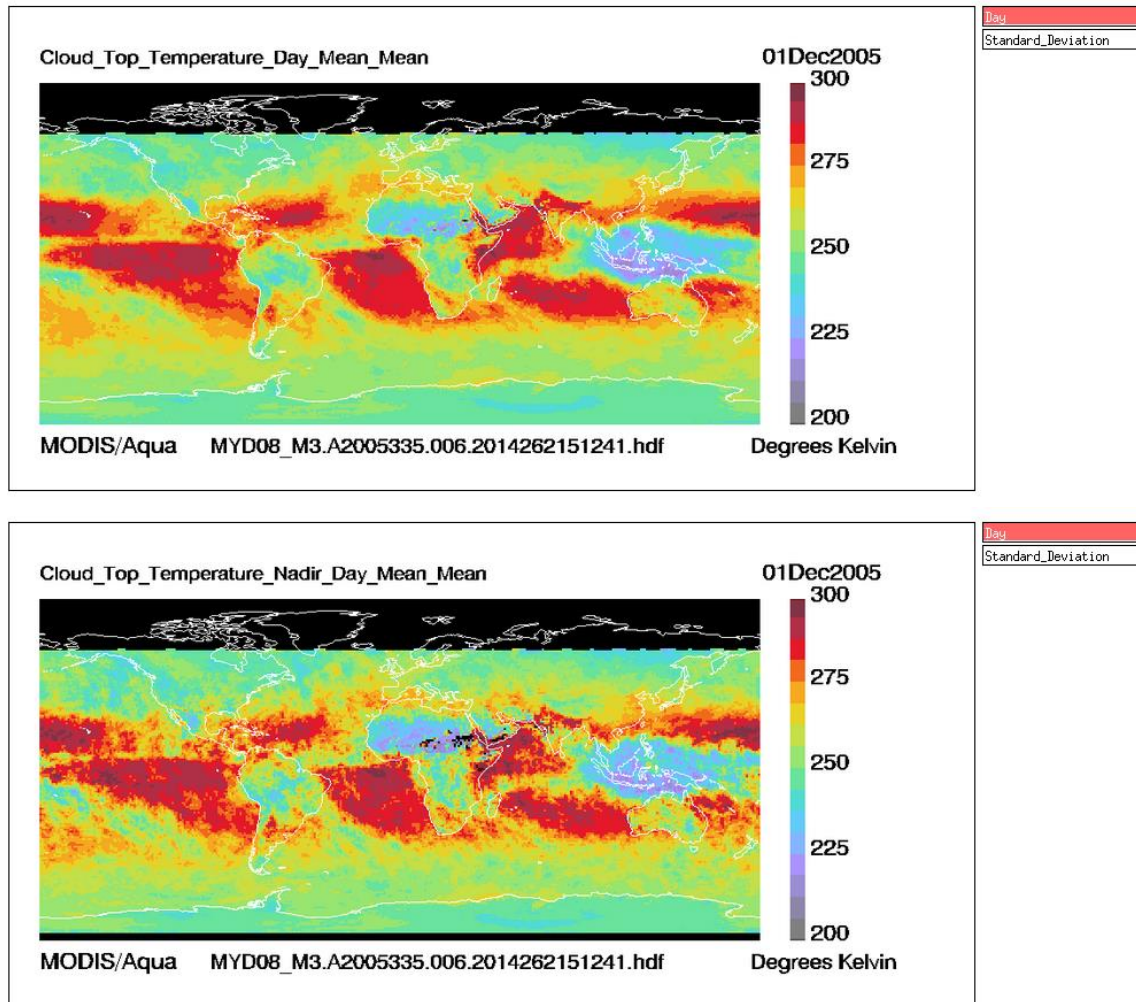 Cloud_Top_Temperature_Day_Mean_Mean 01Dec2005
Day
Standard_Deviation
300
275
250
225
200
MODIS/Aqua MYD08_M3.A2005335.006.2014262151241.hdf Degrees Kelvin
Cloud_Top_Temperature_Nadir_Day_Mean_Mean 01Dec2005
Day
Standard_Deviation
300
275
250
225
200
MODIS/Aqua MYD08_M3.A2005335.006.2014262151241.hdf Degrees Kelvin